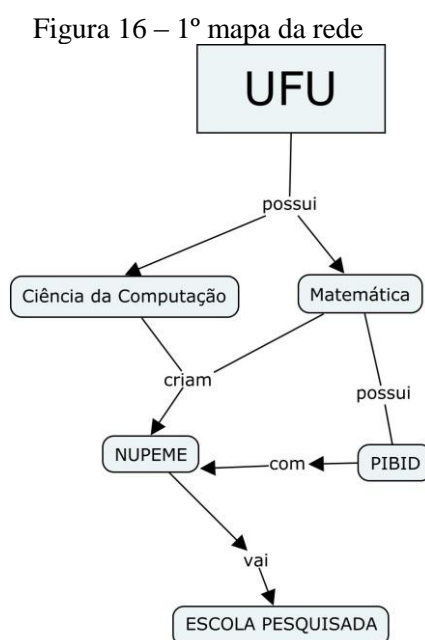 Figura 16 – 1º mapa da rede
UFU
possui
Ciência da Computação
Matemática
criam
possui
NUPEME
com
PIBID
vai
ESCOLA PESQUISADA